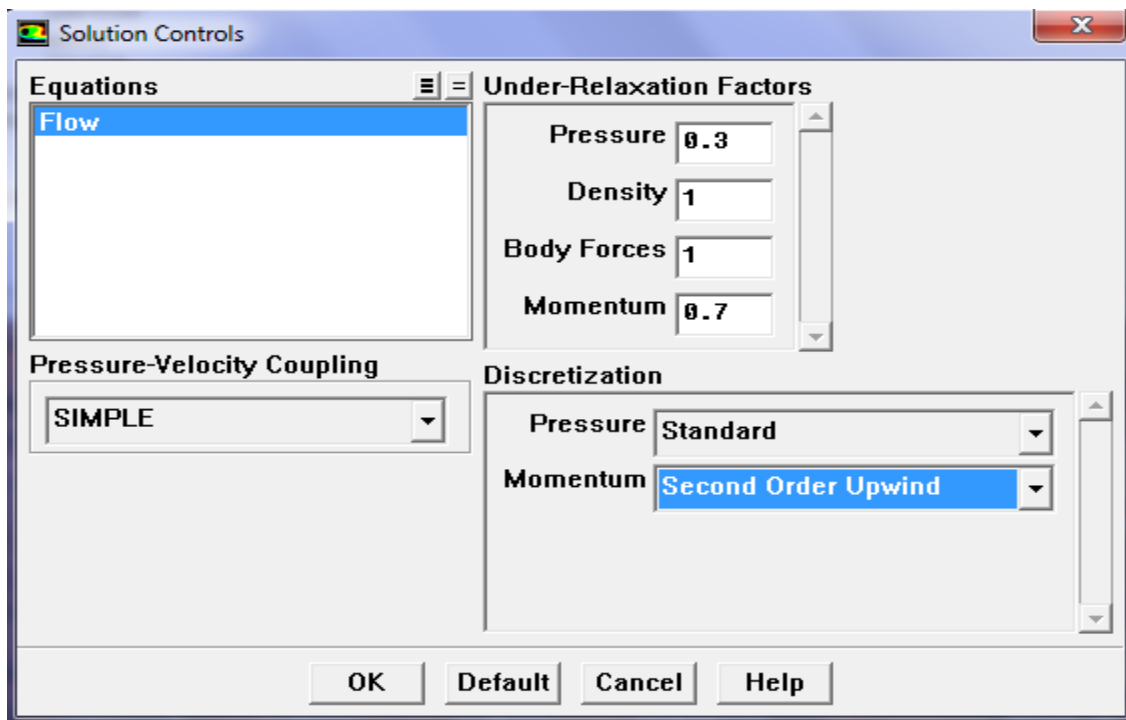 Solution Controls
Equations
Flow
Under-Relaxation Factors
Pressure 0.3
Density 1
Body Forces 1
Momentum 0.7
Pressure-Velocity Coupling
SIMPLE
Discretization
Pressure Standard
Momentum Second Order Upwind
OK Default Cancel Help